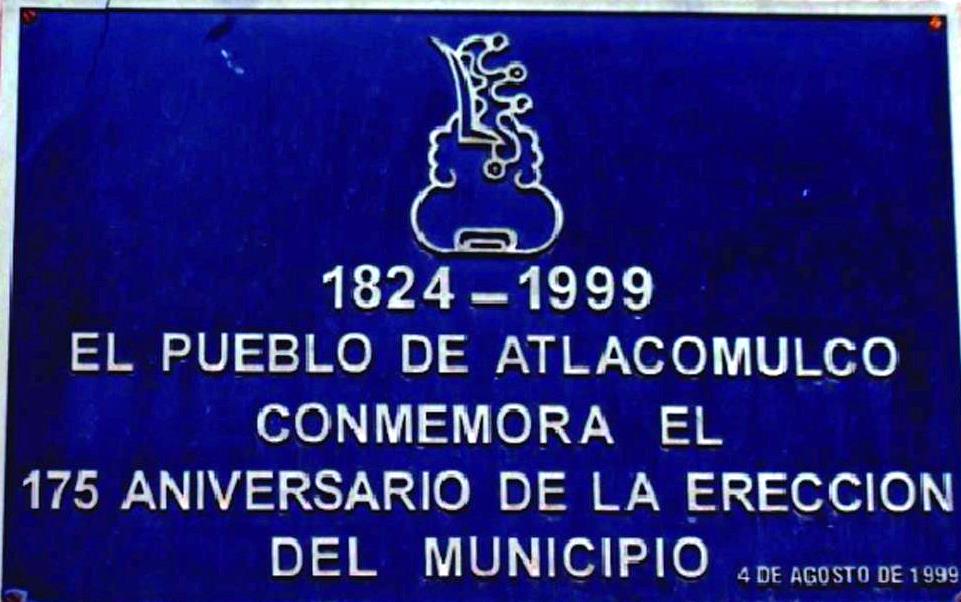 1824 – 1999
EL PUEBLO DE ATLACOMULCO
CONMEMORA EL
175 ANIVERSARIO DE LA ERECCION
DEL MUNICIPIO
4 DE AGOSTO DE 1999